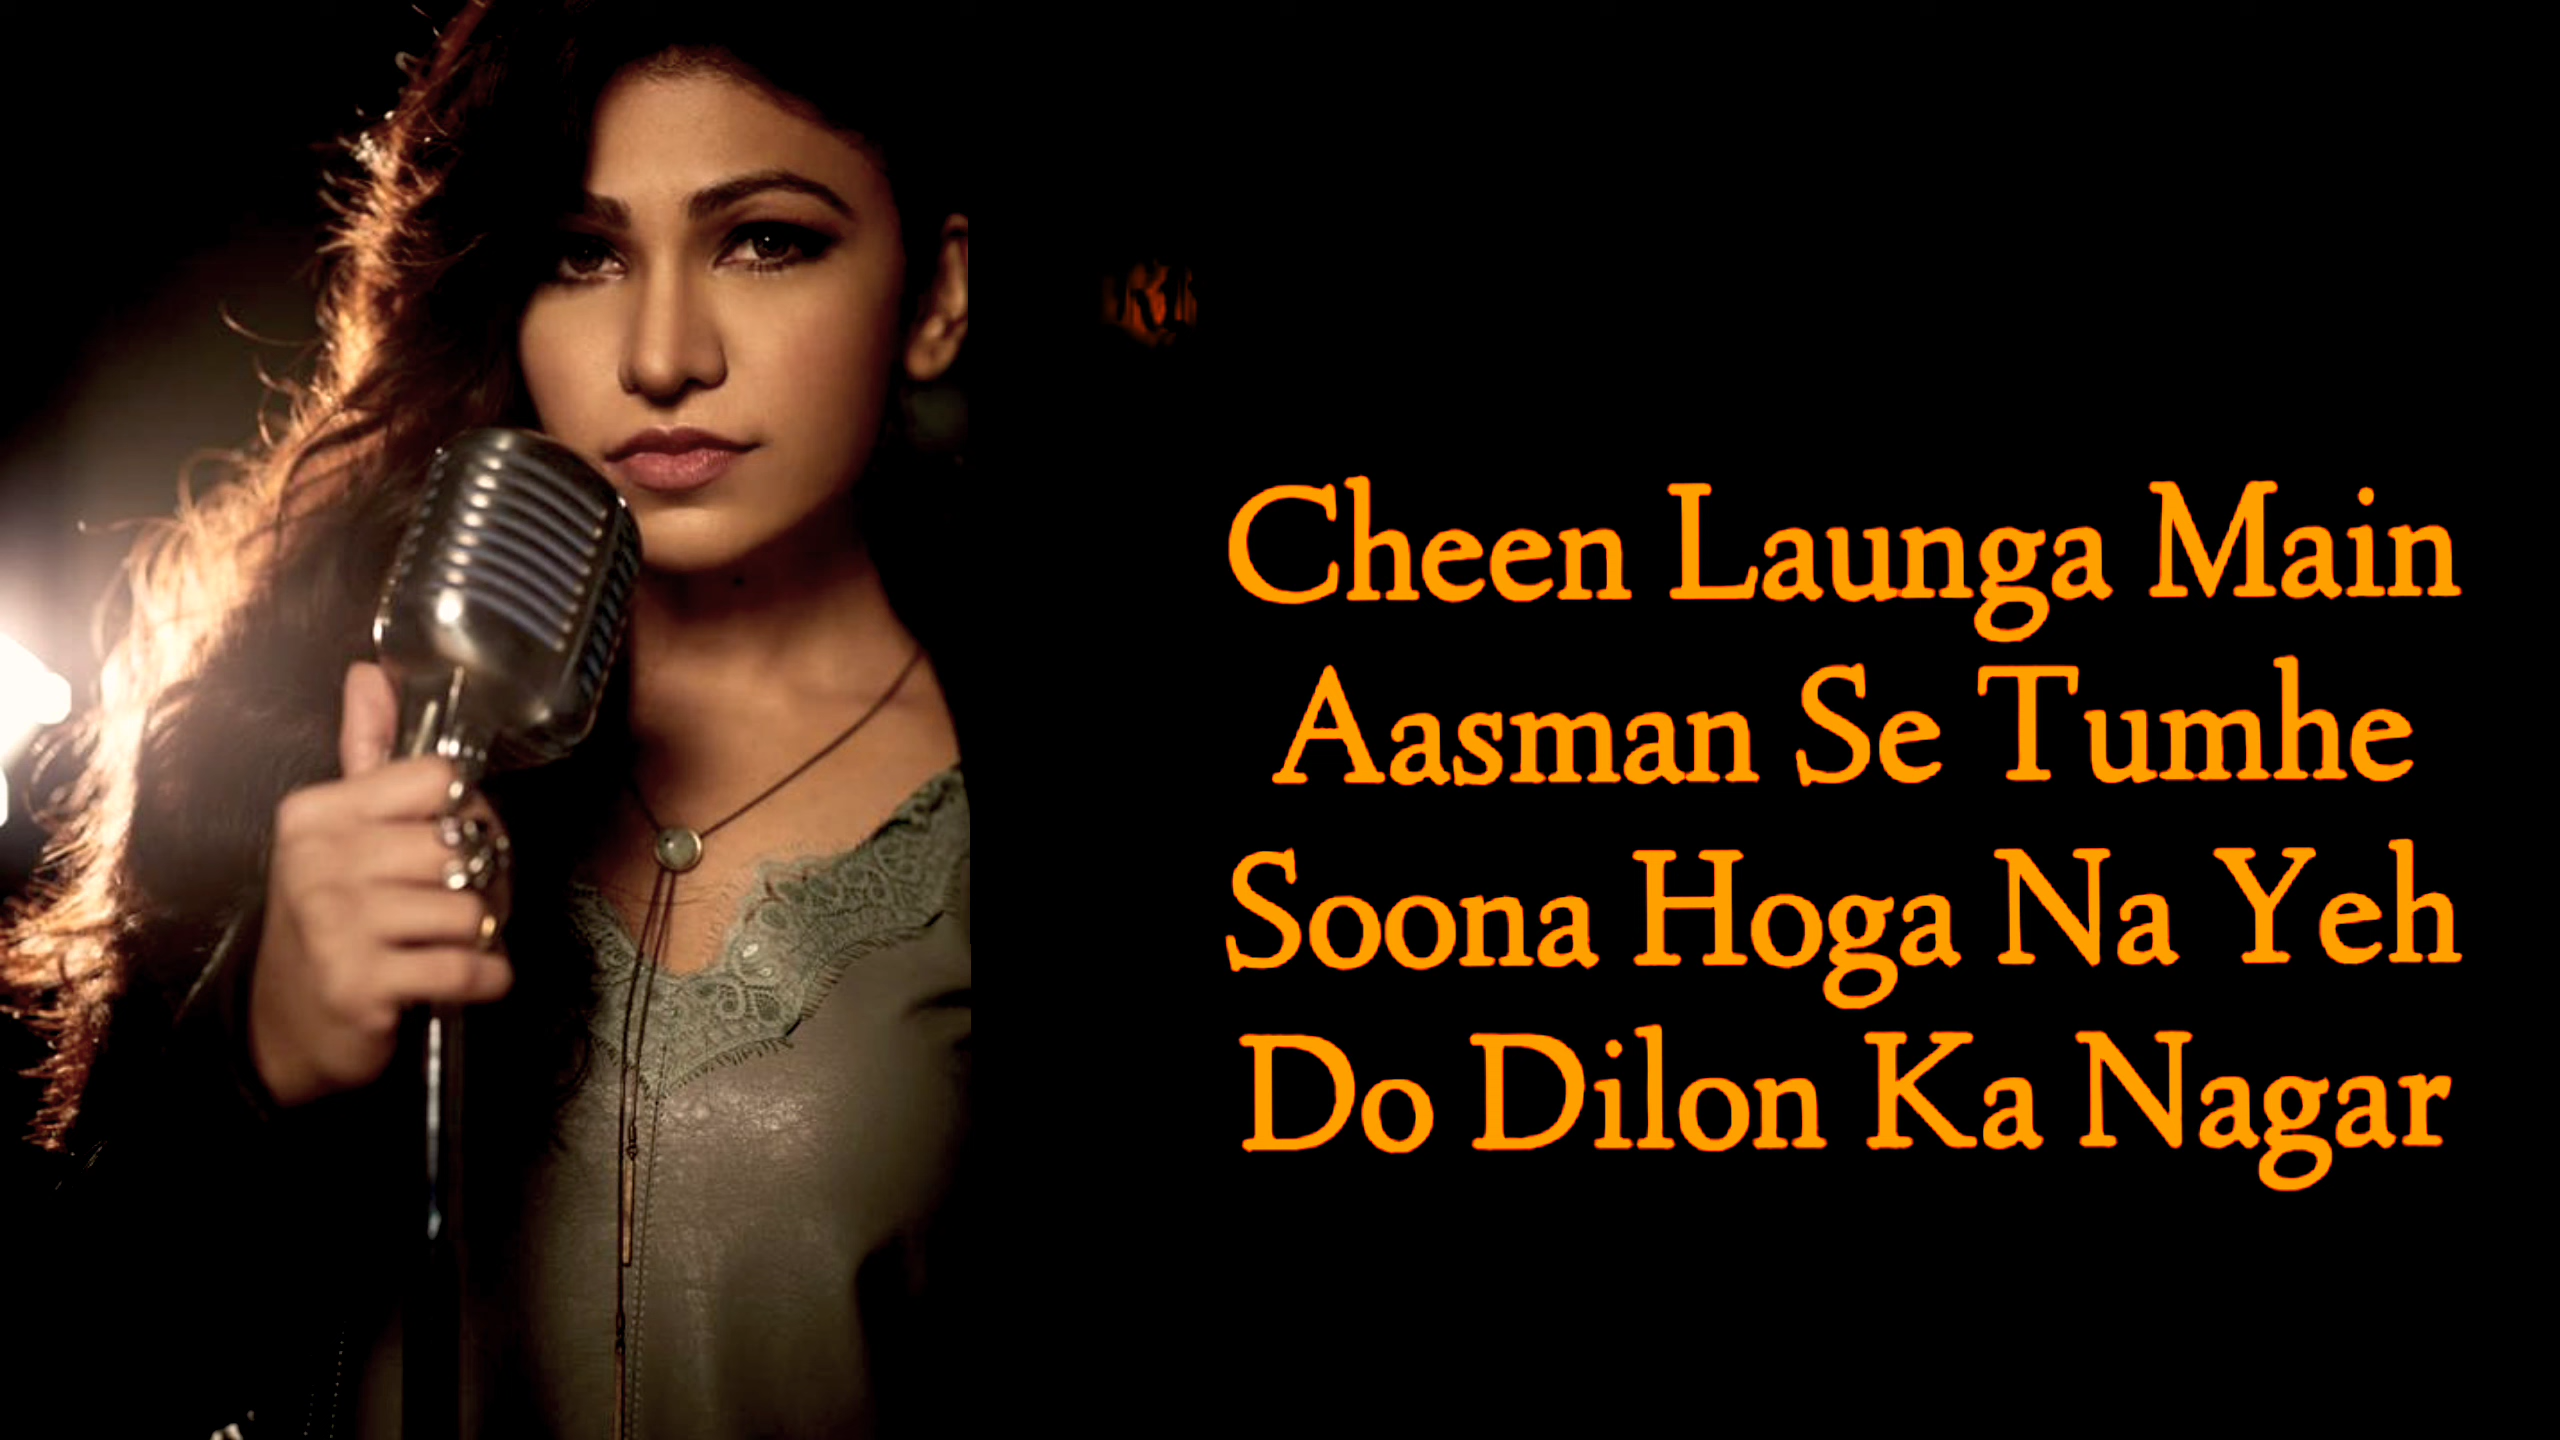 Cheen Launga Main
Aasman Se Tumhe
Soona Hoga Na Yeh
Do Dilon Ka Nagar